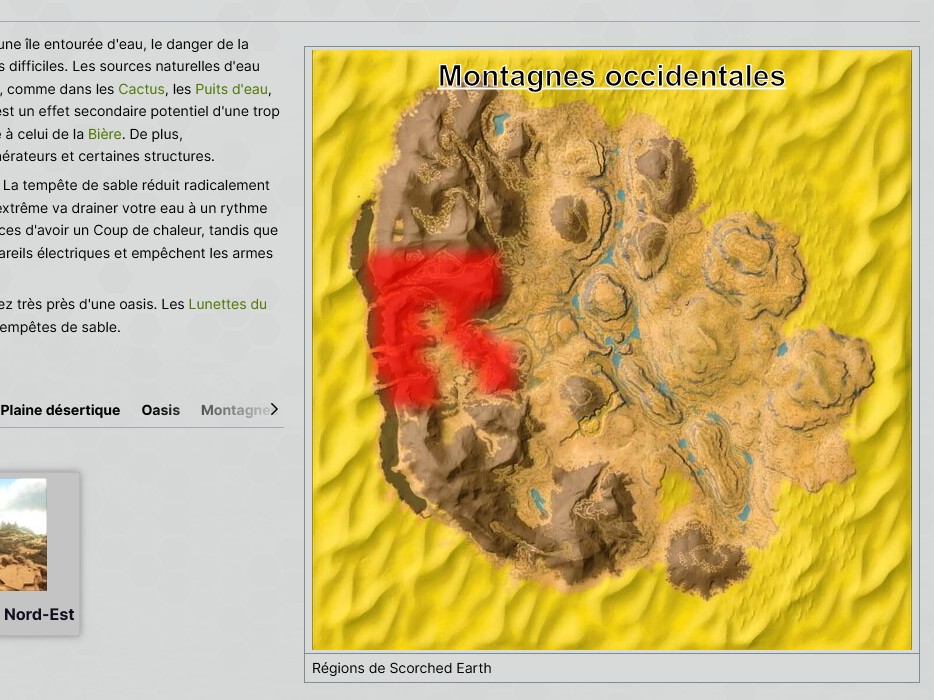 une île entourée d'eau, le danger de la
s difficiles. Les sources naturelles d'eau
, comme dans les Cactus, les Puits d'eau,
est un effet secondaire potentiel d'une trop
e à celui de la Bière. De plus,
nérateurs et certaines structures.
La tempête de sable réduit radicalement
extrême va drainer votre eau à un rythme
ces d'avoir un Coup de chaleur, tandis que
areils électriques et empêchent les armes
ez très près d'une oasis. Les Lunettes du
empêtes de sable.
Plaine désertique Oasis Montagne
Nord-Est
Montagnes occidentales
Régions de Scorched Earth